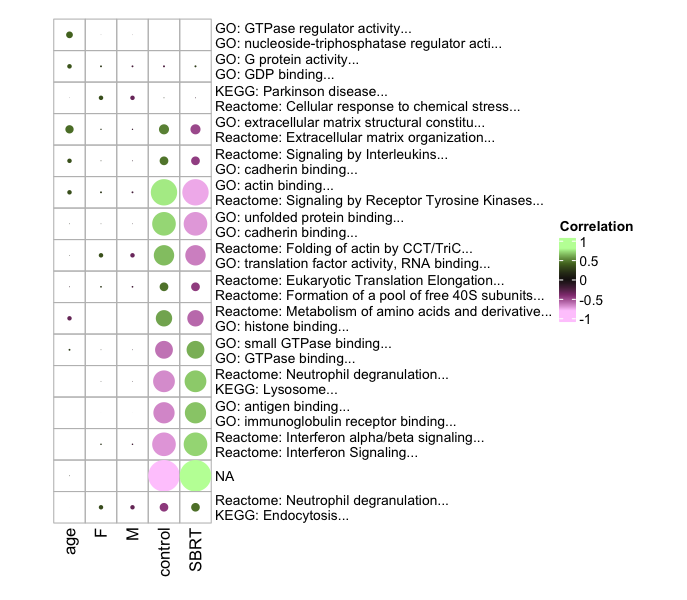 GO: GTPase regulator activity...
GO: nucleoside-triphosphatase regulator acti...
GO: G protein activity...
GO: GDP binding...
KEGG: Parkinson disease...
Reactome: Cellular response to chemical stress...
GO: extracellular matrix structural constitu...
Reactome: Extracellular matrix organization...
Reactome: Signaling by Interleukins...
GO: cadherin binding...
GO: actin binding...
Reactome: Signaling by Receptor Tyrosine Kinases...
GO: unfolded protein binding...
GO: cadherin binding...
Reactome: Folding of actin by CCT/TriC...
GO: translation factor activity, RNA binding...
Reactome: Eukaryotic Translation Elongation...
Reactome: Formation of a pool of free 40S subunits...
Reactome: Metabolism of amino acids and derivative...
GO: histone binding...
GO: small GTPase binding...
GO: GTPase binding...
Reactome: Neutrophil degranulation...
KEGG: Lysosome...
GO: antigen binding...
GO: immunoglobulin receptor binding...
Reactome: Interferon alpha/beta signaling...
Reactome: Interferon Signaling...
NA
Reactome: Neutrophil degranulation...
KEGG: Endocytosis...
age
F
M
control
SBRT
Correlation
1
0.5
0
-0.5
-1